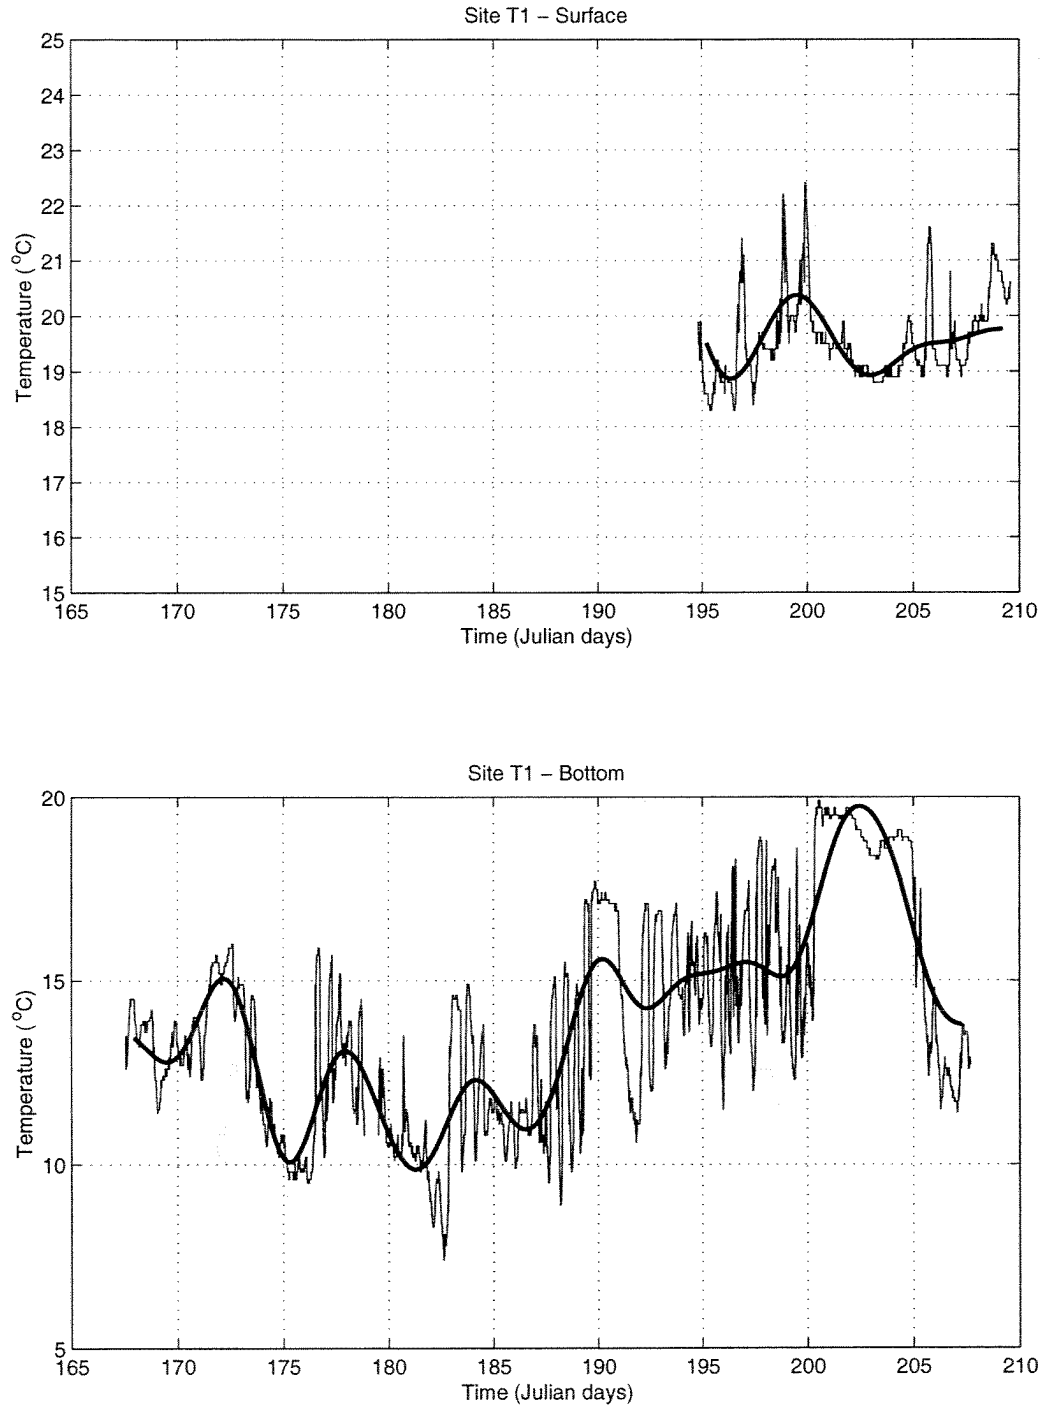 Site T1 – Surface
25
24
23
22
21
20
19
18
17
16
15
Temperature (°C)
165 170 175 180 185 190 195 200 205 210
Time (Julian days)
Site T1 – Bottom
20
15
10
5
Temperature (°C)
165 170 175 180 185 190 195 200 205 210
Time (Julian days)